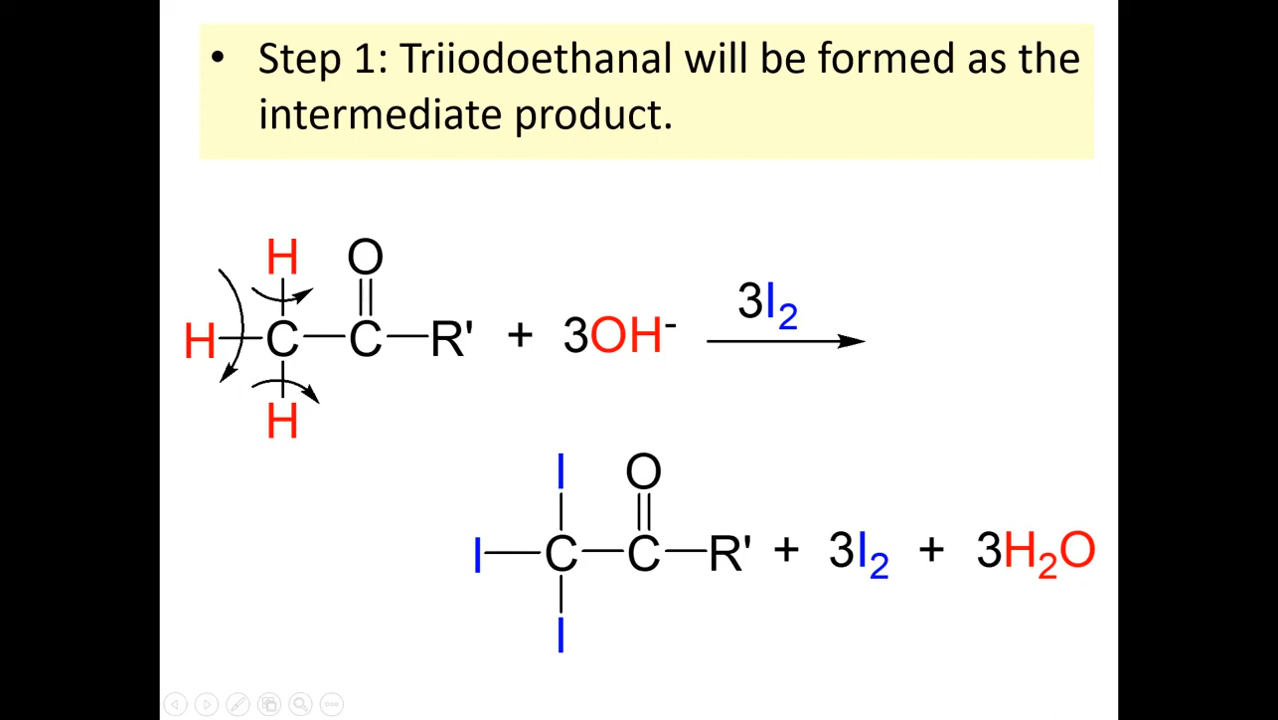 • Step 1: Triiodoethanal will be formed as the
intermediate product.
H O
3I2
H C C R' + 3OH-
H
I O
I C C R' + 3I2 + 3H2O
I